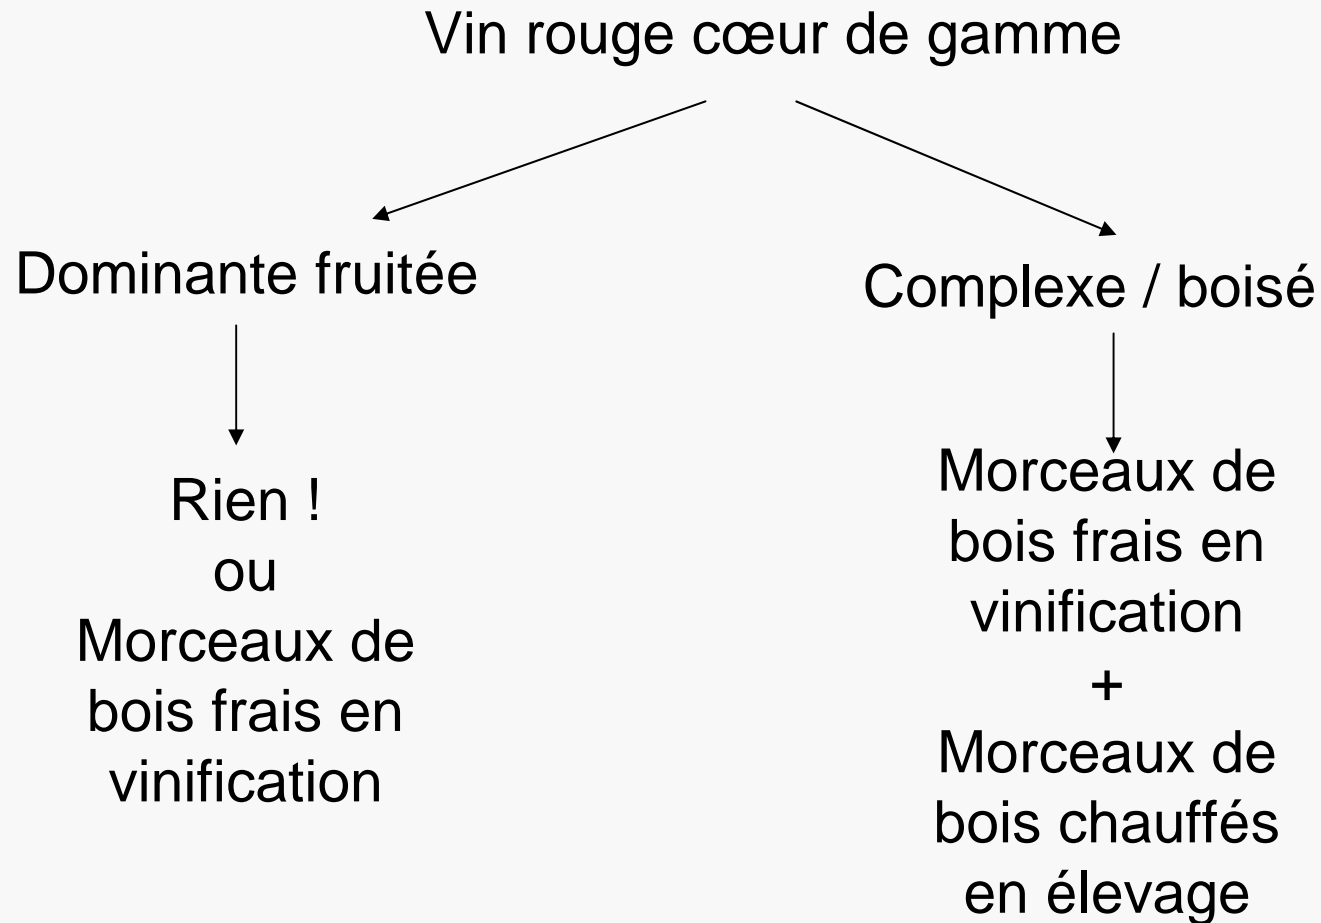 Vin rouge cœur de gamme
Dominante fruitée
Rien !
ou
Morceaux de
bois frais en
vinification
Complexe / boisé
Morceaux de
bois frais en
vinification
+
Morceaux de
bois chauffés
en élevage